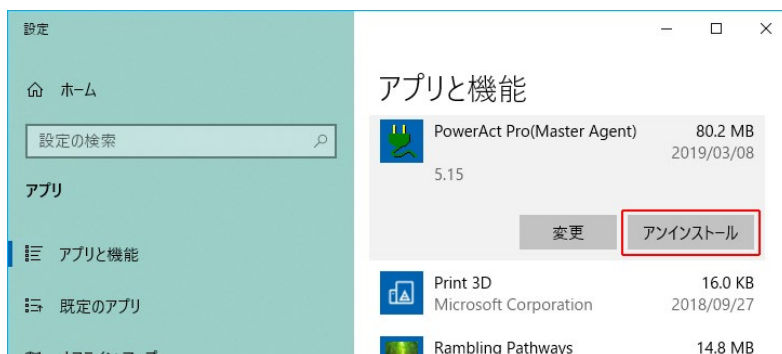 設定
ホーム
設定の検索
アプリ
アプリと機能
既定のアプリ
アプリと機能
PowerAct Pro(Master Agent)
80.2 MB
2019/03/08
5.15
変更
アンインストール
Print 3D
16.0 KB
Microsoft Corporation
2018/09/27
Rambling Pathways
14.8 MB